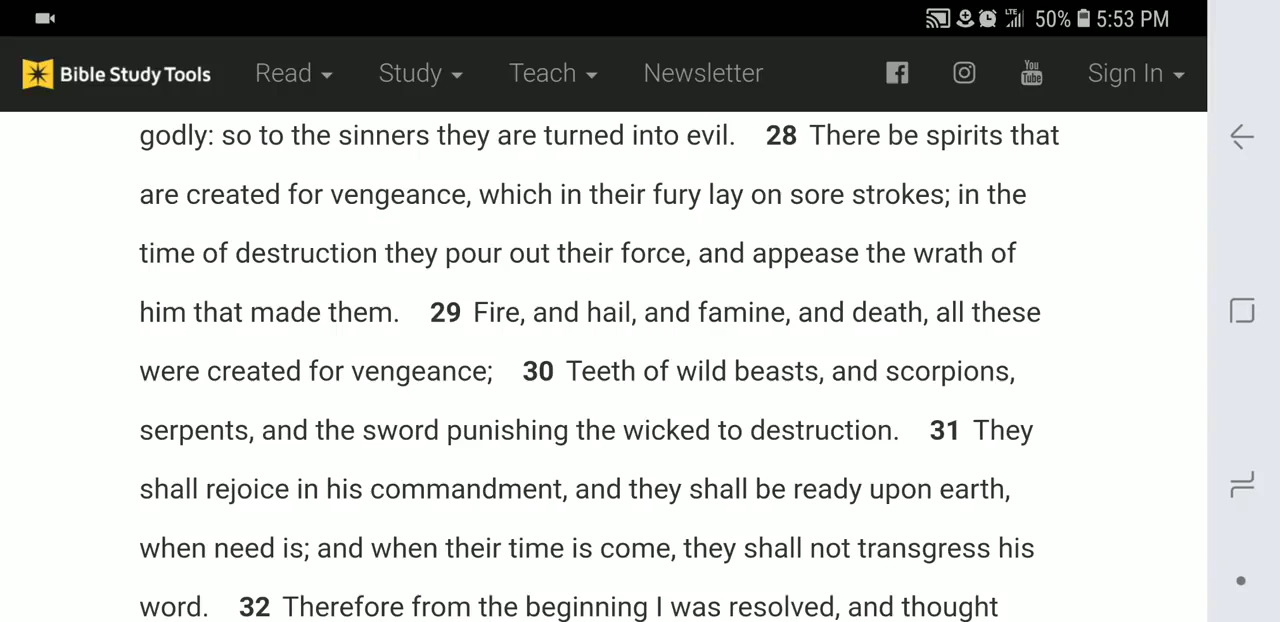 LTE 50% 5:53 PM
Bible Study Tools Read Study Teach Newsletter You Tube Sign In
godly: so to the sinners they are turned into evil. 28 There be spirits that
are created for vengeance, which in their fury lay on sore strokes; in the
time of destruction they pour out their force, and appease the wrath of
him that made them. 29 Fire, and hail, and famine, and death, all these
were created for vengeance; 30 Teeth of wild beasts, and scorpions,
serpents, and the sword punishing the wicked to destruction. 31 They
shall rejoice in his commandment, and they shall be ready upon earth,
when need is; and when their time is come, they shall not transgress his
word. 32 Therefore from the beginning I was resolved, and thought